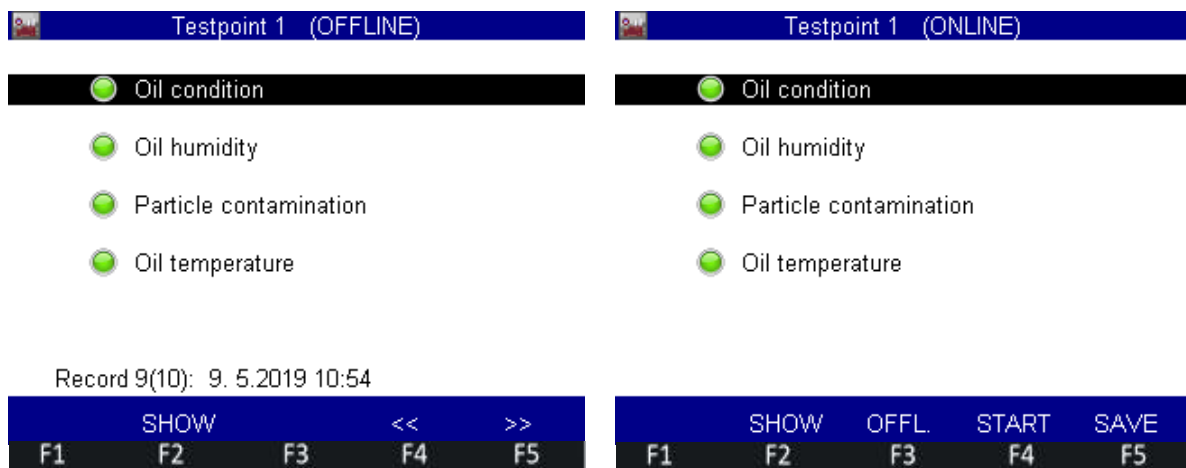 Testpoint 1 (OFFLINE)
Oil condition
Oil humidity
Particle contamination
Oil temperature
Record 9(10): 9. 5.2019 10:54
SHOW << >>
F1 F2 F3 F4 F5
Testpoint 1 (ONLINE)
Oil condition
Oil humidity
Particle contamination
Oil temperature
SHOW OFFL. START SAVE
F1 F2 F3 F4 F5